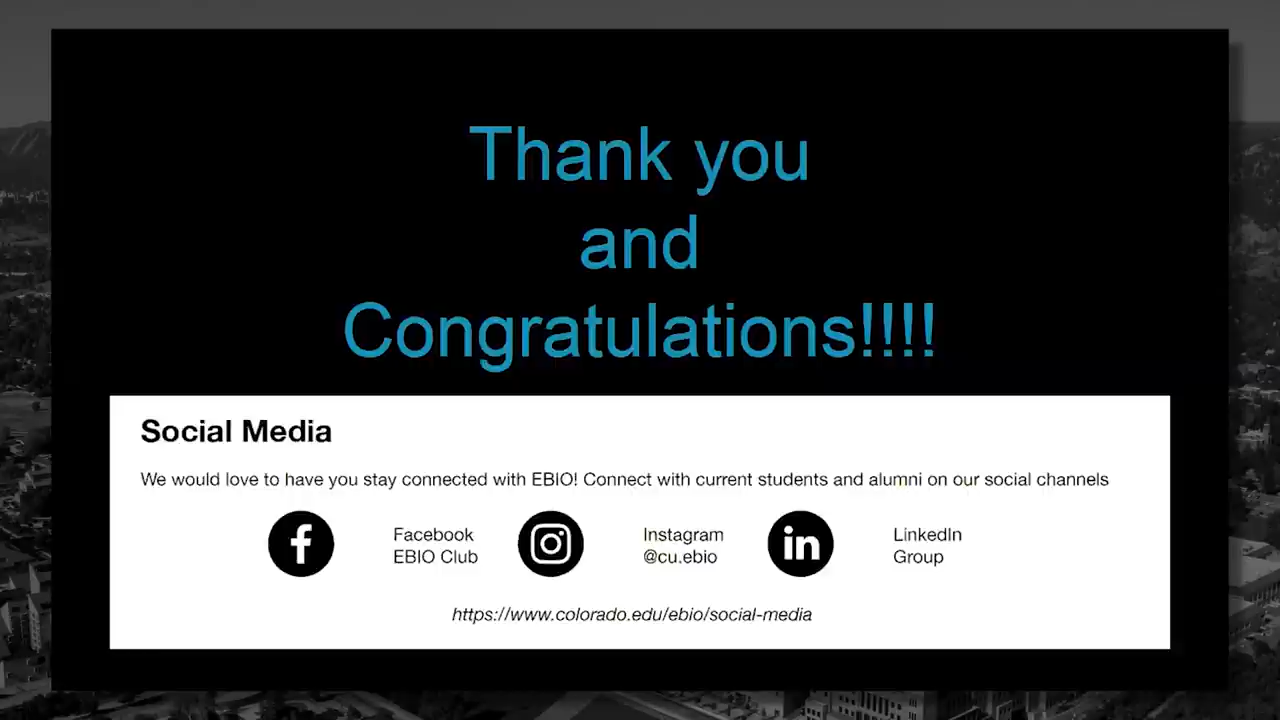 Thank you
and
Congratulations!!!!
Social Media
We would love to have you stay connected with EBIO! Connect with current students and alumni on our social channels
Facebook
EBIO Club
Instagram
@cu.ebio
LinkedIn
Group
https://www.colorado.edu/ebio/social-media